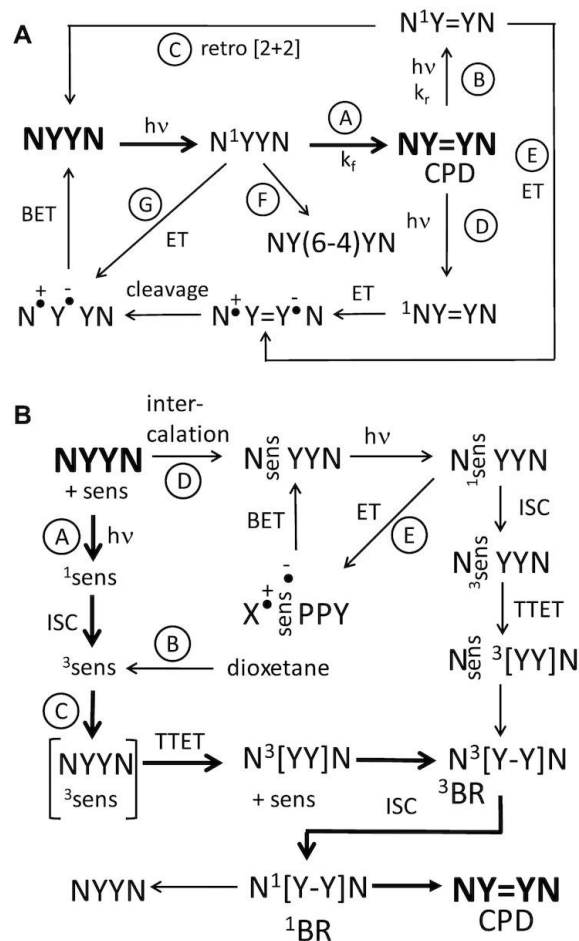 A
C retro [2+2]
N¹Y=YN
hν
k_r
B
NYYN
hν
N¹YYN
A
k_f
NY=YN
CPD
E
ET
BET
G
ET
F
NY(6-4)YN
hν
D
N•+ Y•- YN
cleavage
N•+Y=Y•-N
ET
¹NY=YN
B
inter-
calation
NYYN
+ sens
D
N sens YYN
hν
N ¹sens YYN
A
hν
BET
ET
E
ISC
¹sens
N ³sens YYN
ISC
X•+ sens•- PPY
TTET
B
³sens
dioxetane
N sens ³[YY]N
C
[NYYN
³sens]
TTET
N³[YY]N
+ sens
N³[Y-Y]N
³BR
ISC
NYYN
N¹[Y-Y]N
¹BR
NY=YN
CPD